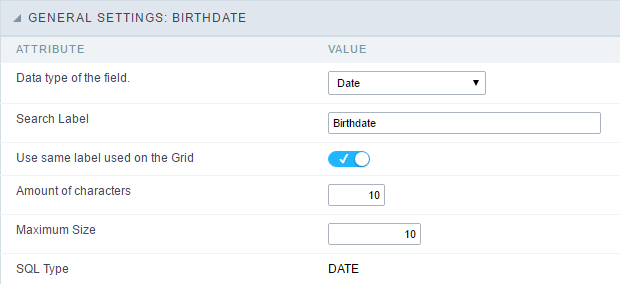 GENERAL SETTINGS: BIRTHDATE
ATTRIBUTE VALUE
Data type of the field. Date
Search Label Birthdate
Use same label used on the Grid
Amount of characters 10
Maximum Size 10
SQL Type DATE